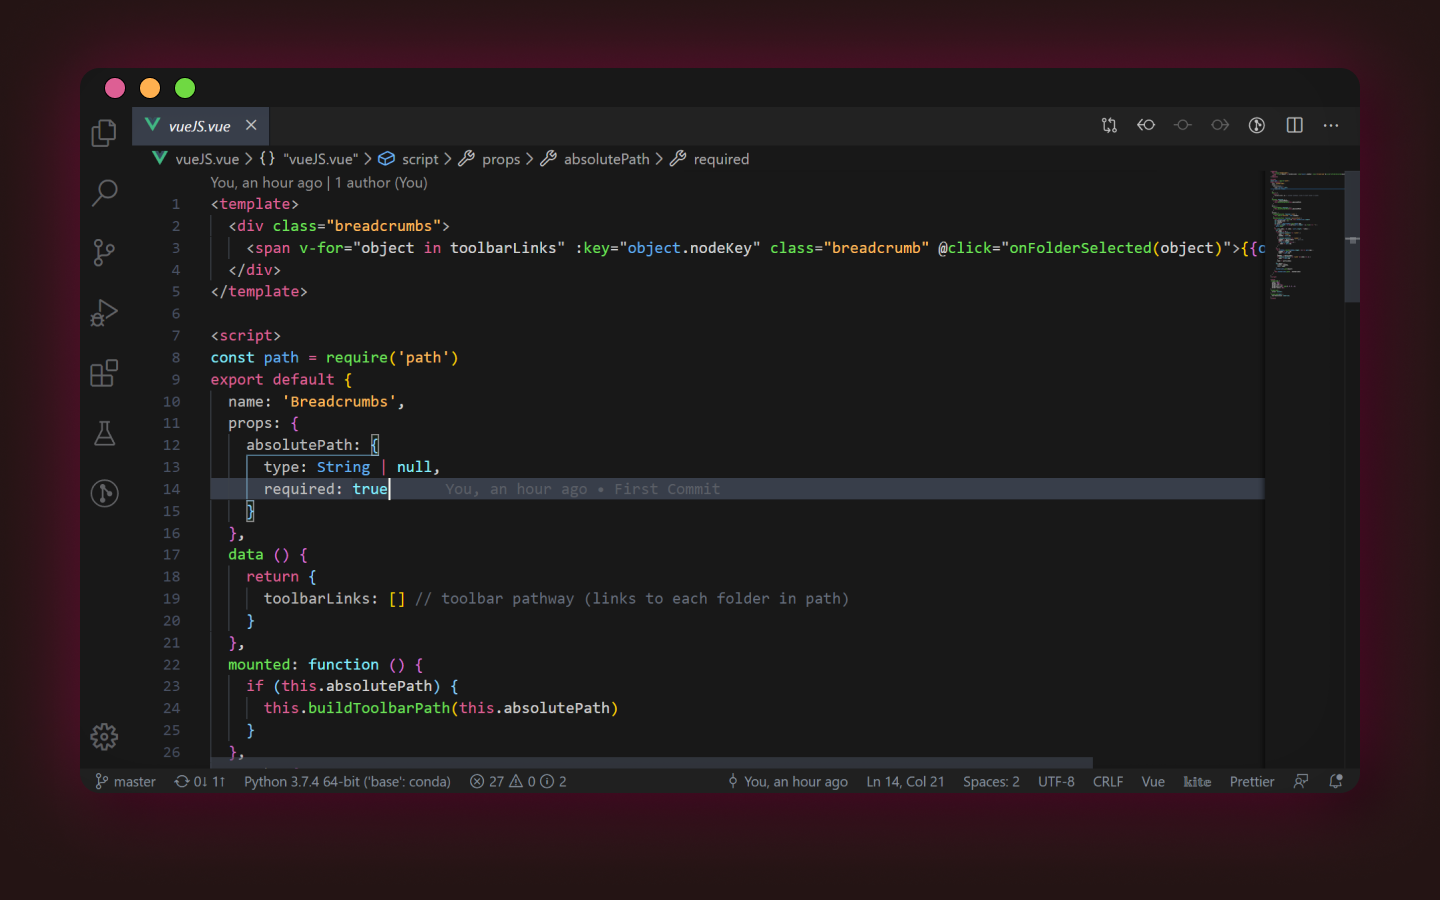 vueJS.vue
vueJS.vue > {} "vueJS.vue" > script > props > absolutePath > required
You, an hour ago | 1 author (You)
1 <template>
2 <div class="breadcrumbs">
3 <span v-for="object in toolbarLinks" :key="object.nodeKey" class="breadcrumb" @click="onFolderSelected(object)">{{
4 </div>
5 </template>
6
7 <script>
8 const path = require('path')
9 export default {
10 name: 'Breadcrumbs',
11 props: {
12 absolutePath: {
13 type: String | null,
14 required: true You, an hour ago • First Commit
15 }
16 },
17 data () {
18 return {
19 toolbarLinks: [] // toolbar pathway (links to each folder in path)
20 }
21 },
22 mounted: function () {
23 if (this.absolutePath) {
24 this.buildToolbarPath(this.absolutePath)
25 }
26 },
master 0↓ 1↑ Python 3.7.4 64-bit ('base': conda) 27 0 2 You, an hour ago Ln 14, Col 21 Spaces: 2 UTF-8 CRLF Vue kite Prettier